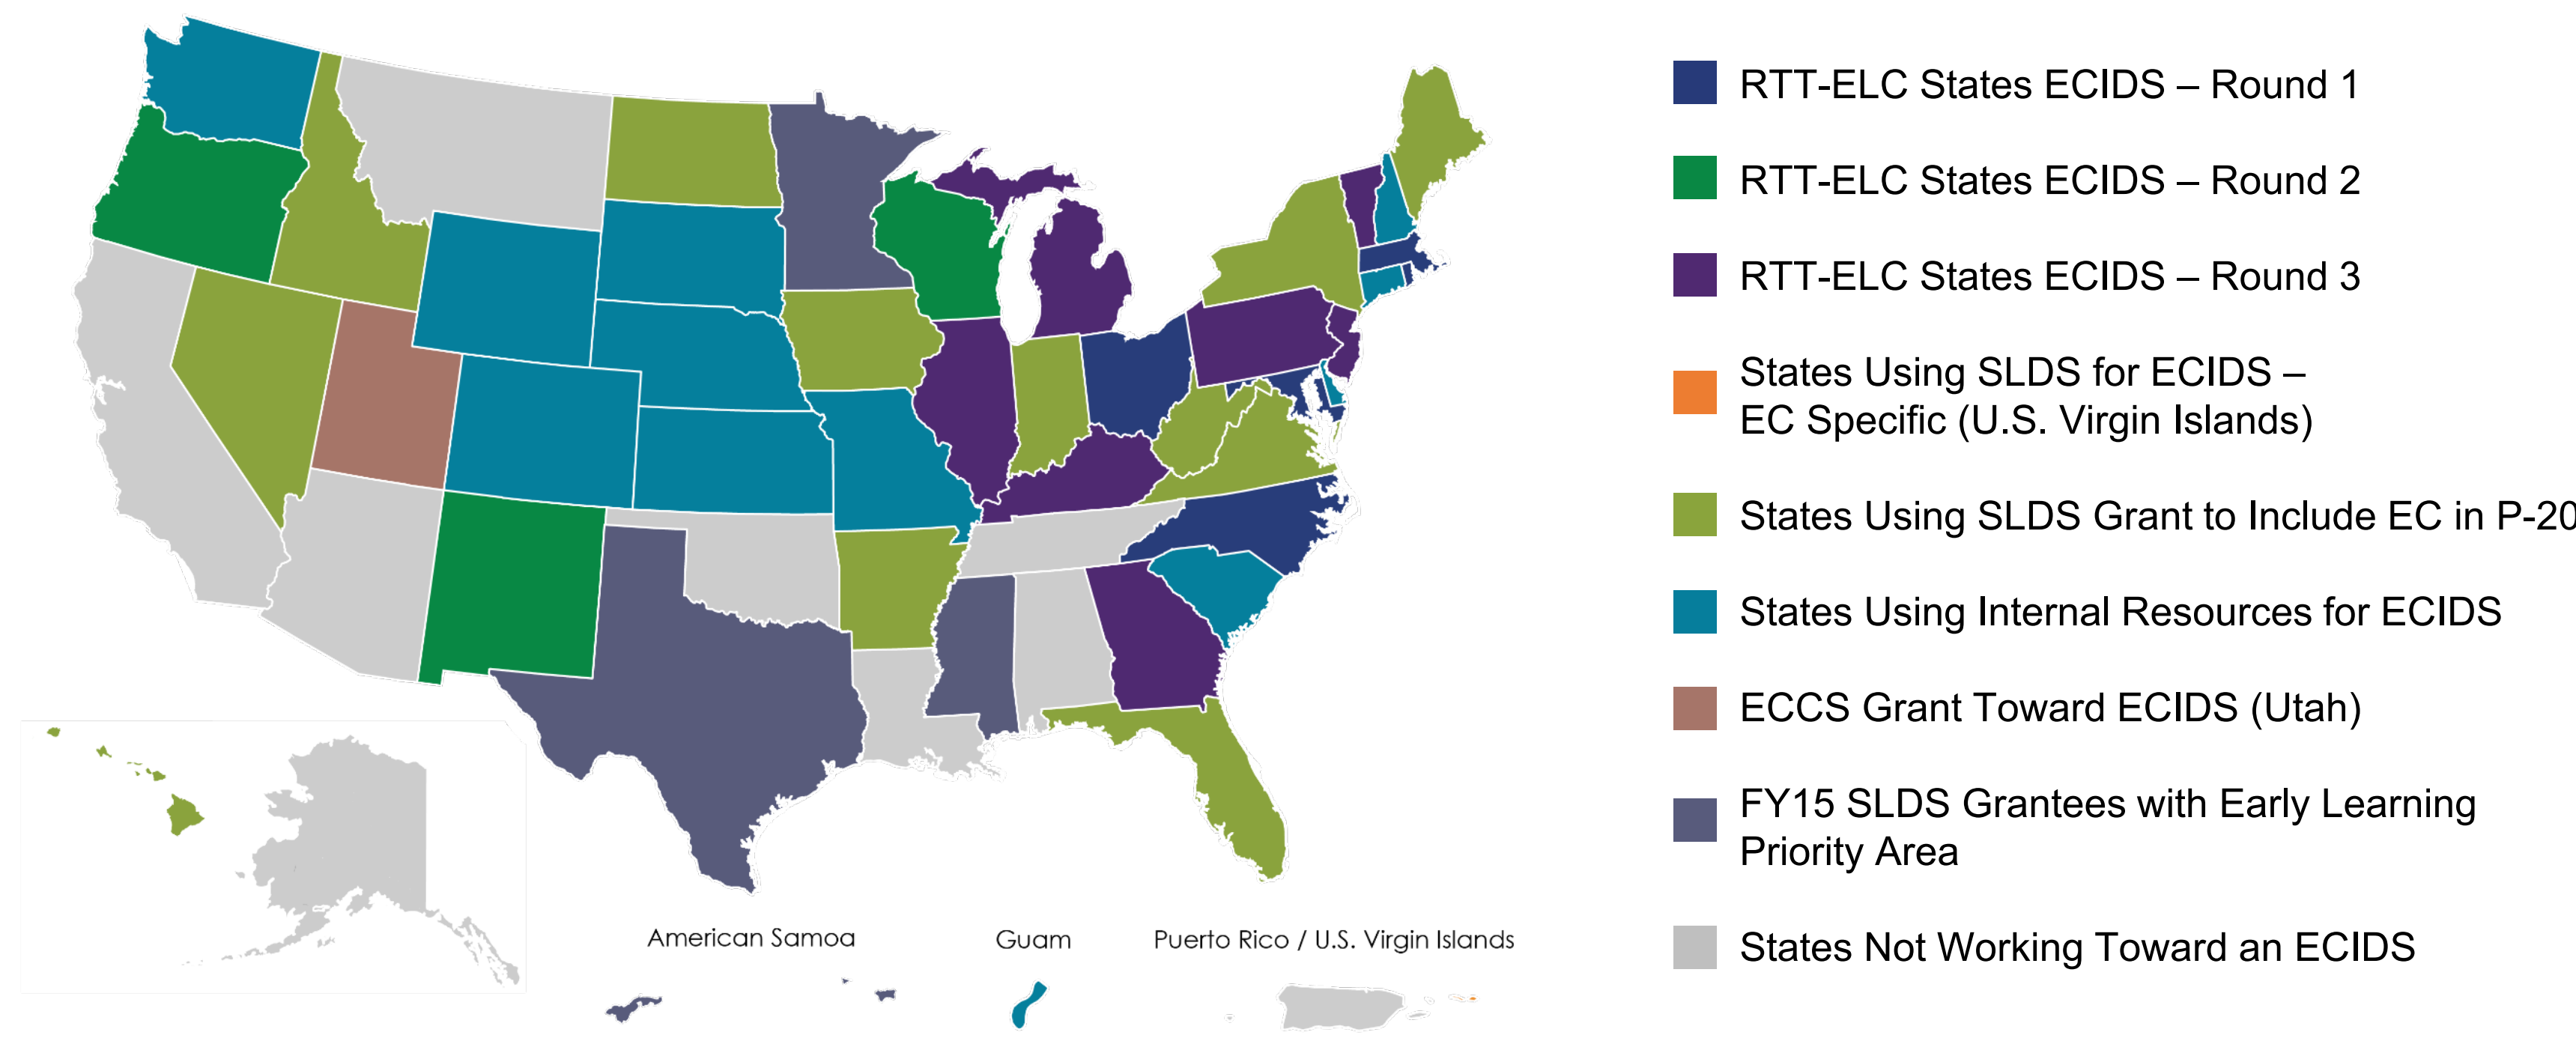 RTT-ELC States ECIDS – Round 1
RTT-ELC States ECIDS – Round 2
RTT-ELC States ECIDS – Round 3
States Using SLDS for ECIDS –
EC Specific (U.S. Virgin Islands)
States Using SLDS Grant to Include EC in P-20
States Using Internal Resources for ECIDS
ECCS Grant Toward ECIDS (Utah)
FY15 SLDS Grantees with Early Learning
Priority Area
States Not Working Toward an ECIDS
American Samoa
Guam
Puerto Rico / U.S. Virgin Islands